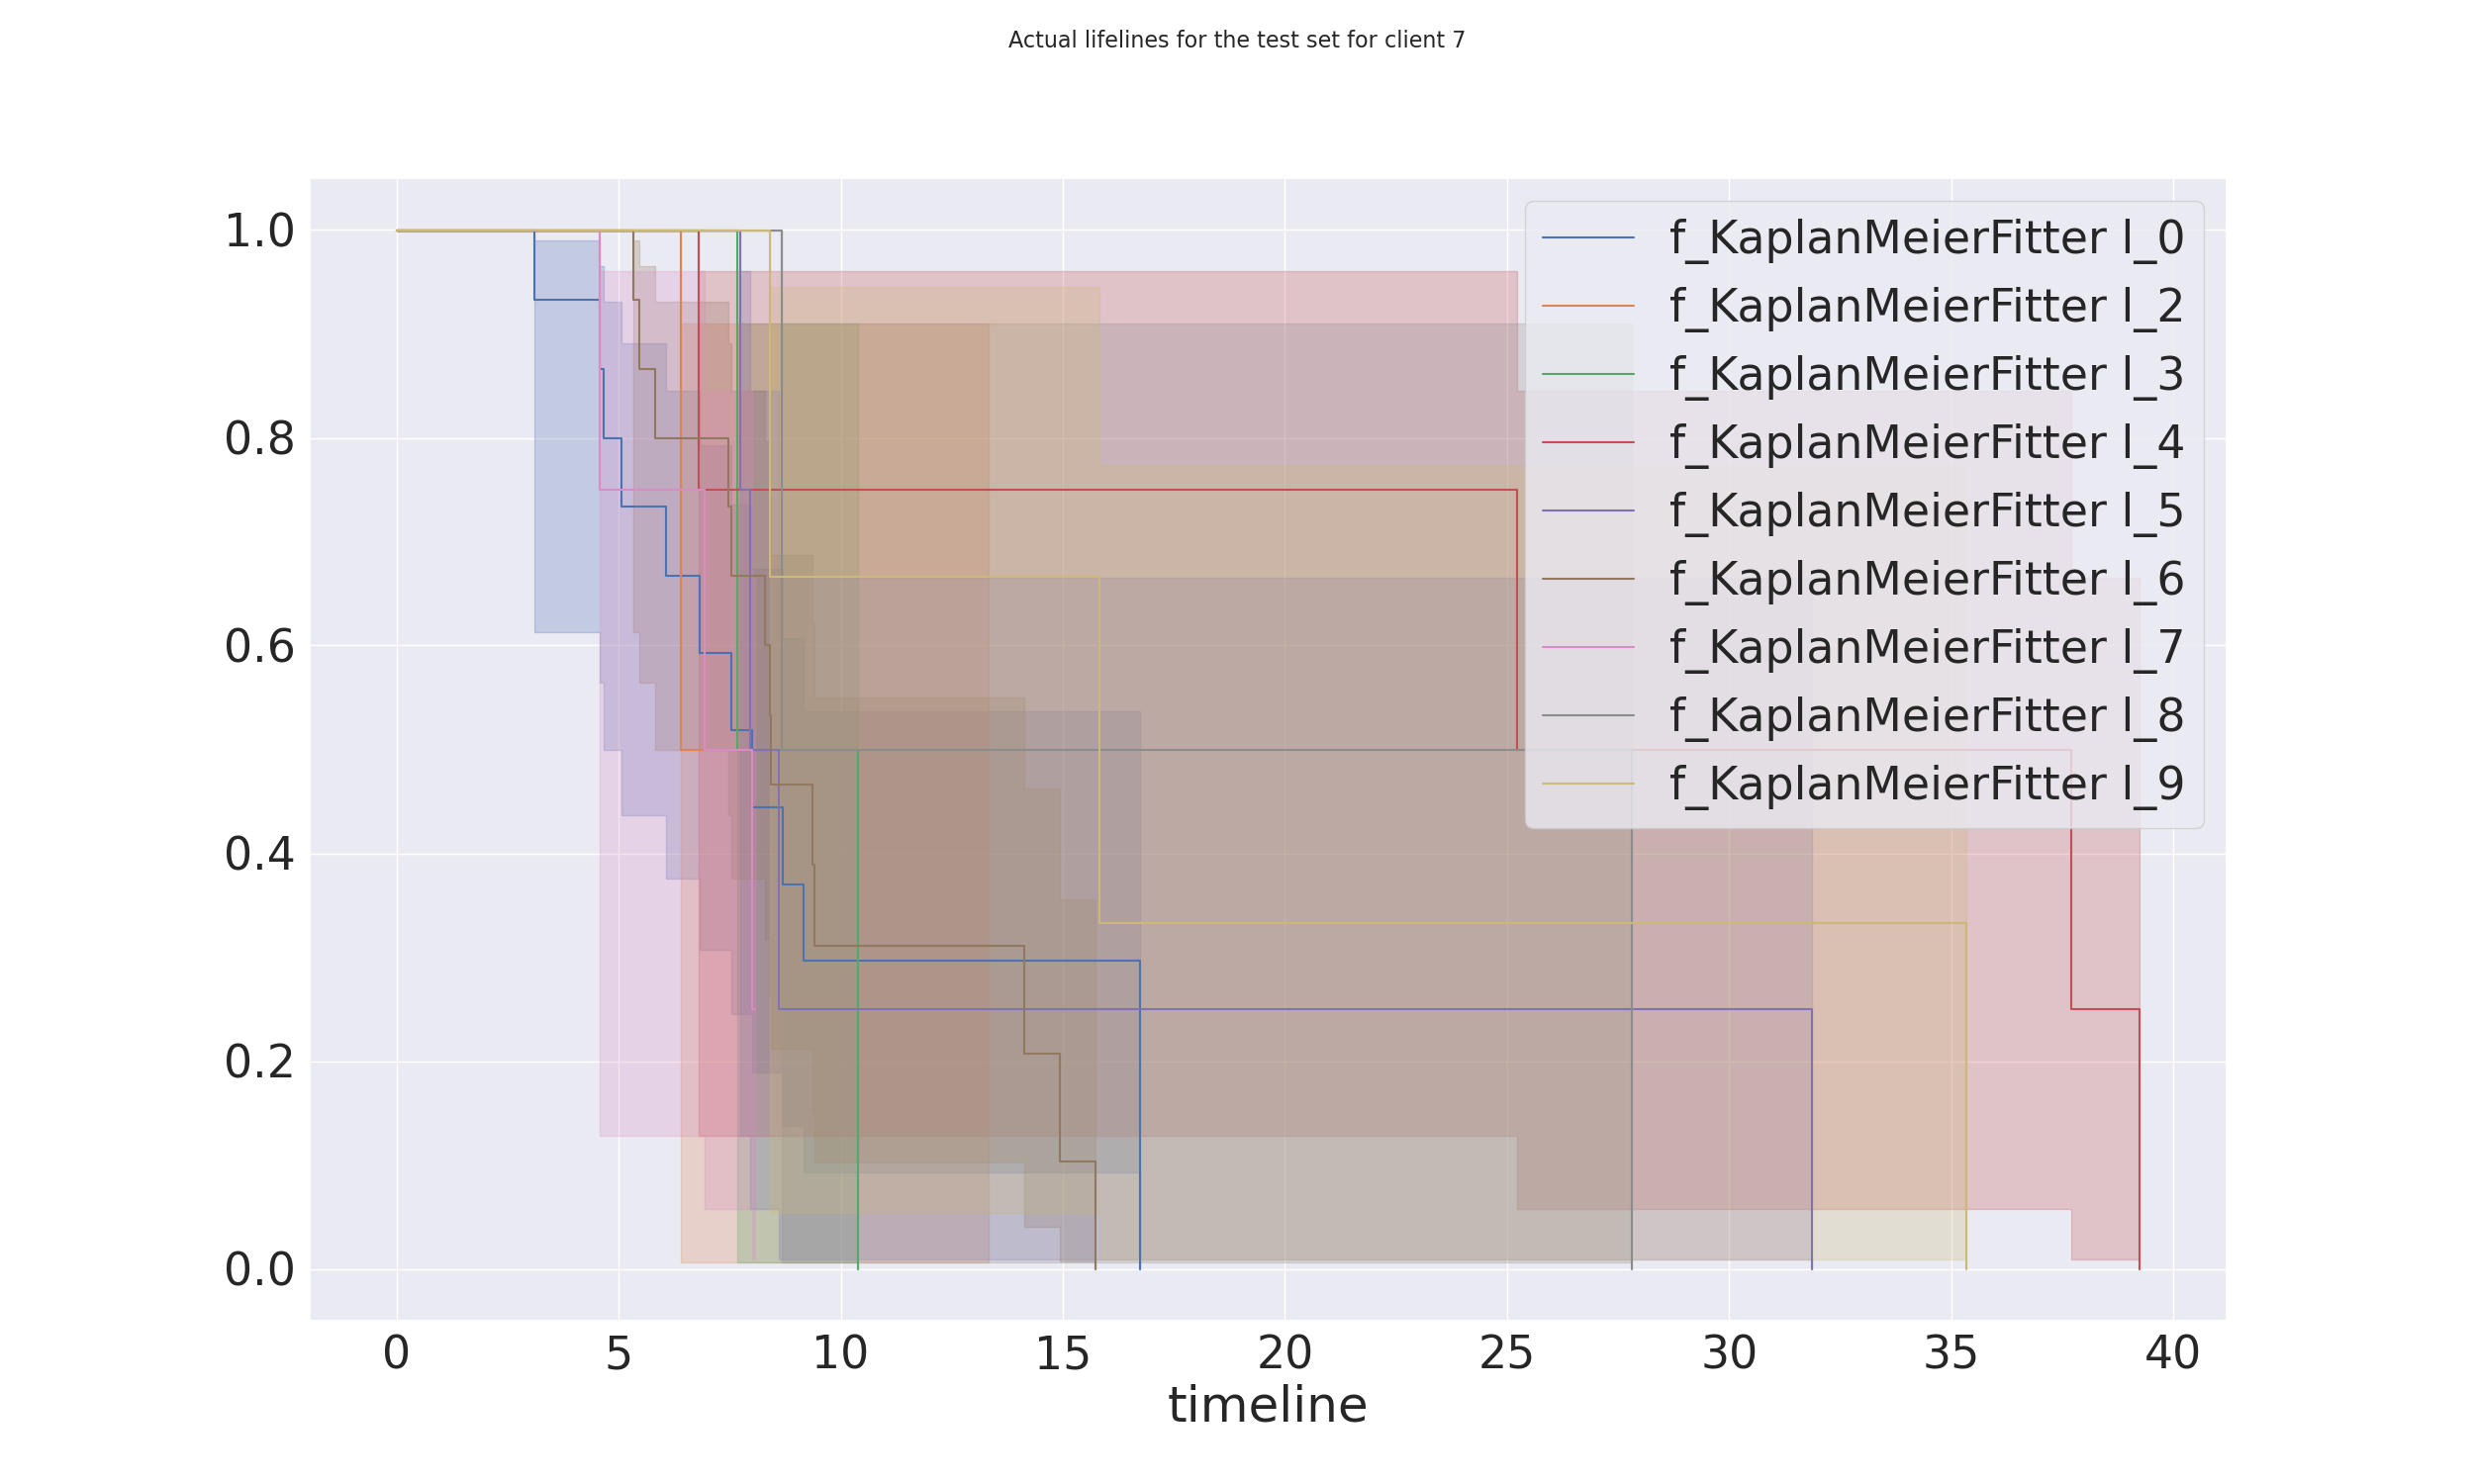 Actual lifelines for the test set for client 7
1.0
0.8
0.6
0.4
0.2
0.0
f_KaplanMeierFitter l_0
f_KaplanMeierFitter l_2
f_KaplanMeierFitter l_3
f_KaplanMeierFitter l_4
f_KaplanMeierFitter l_5
f_KaplanMeierFitter l_6
f_KaplanMeierFitter l_7
f_KaplanMeierFitter l_8
f_KaplanMeierFitter l_9
0 5 10 15 20 25 30 35 40
timeline